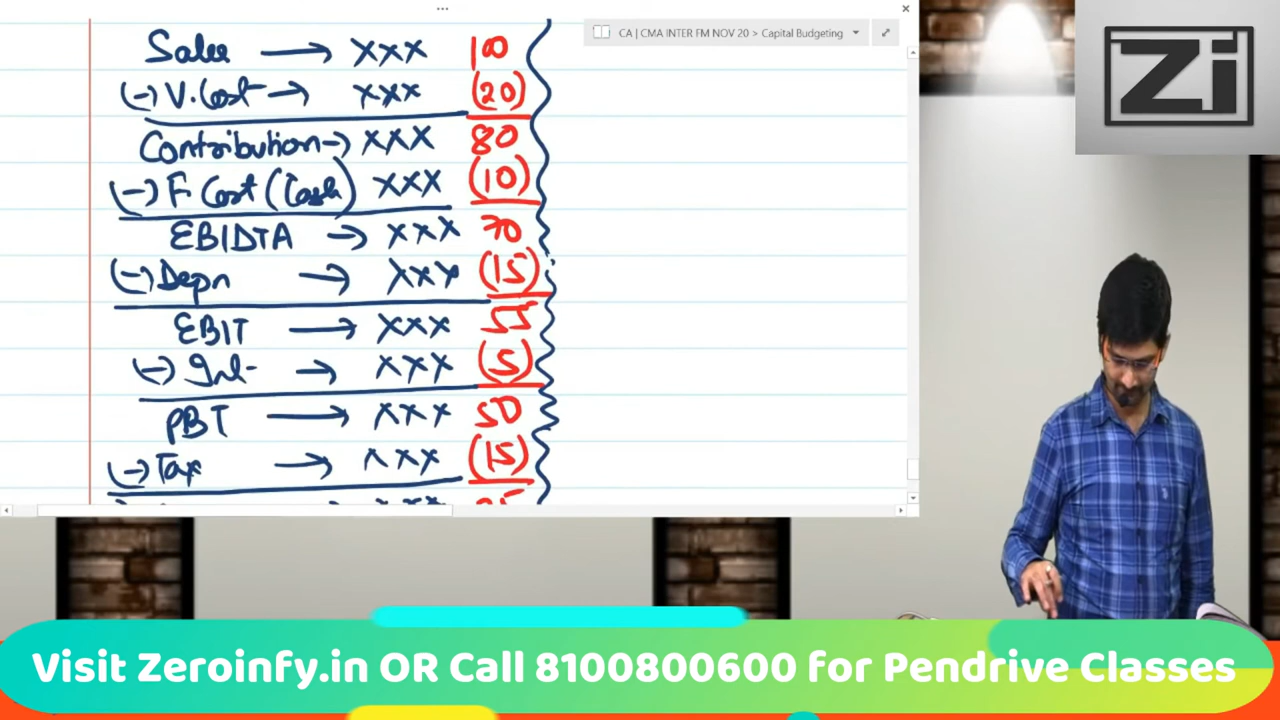 CA | CMA INTER FM NOV 20 > Capital Budgeting
Zi
Sales → xxx 100
(-) V. Cost → xxx (20)
Contribution → xxx 80
(-) F. Cost (Cash) xxx (10)
EBIDTA → xxx 70
(-) Depn → xxx (15)
EBIT → xxx 55
(-) Int → xxx (5)
PBT → xxx 50
(-) Tax → xxx (15)
Visit Zeroinfy.in OR Call 8100800600 for Pendrive Classes